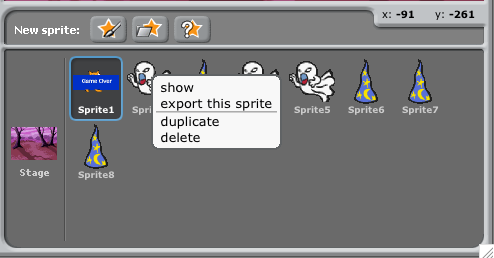 New sprite:
x: -91 y: -261
Game Over
show
export this sprite
duplicate
delete
Sprite1
Sprite5
Sprite6
Sprite7
Stage
Sprite8